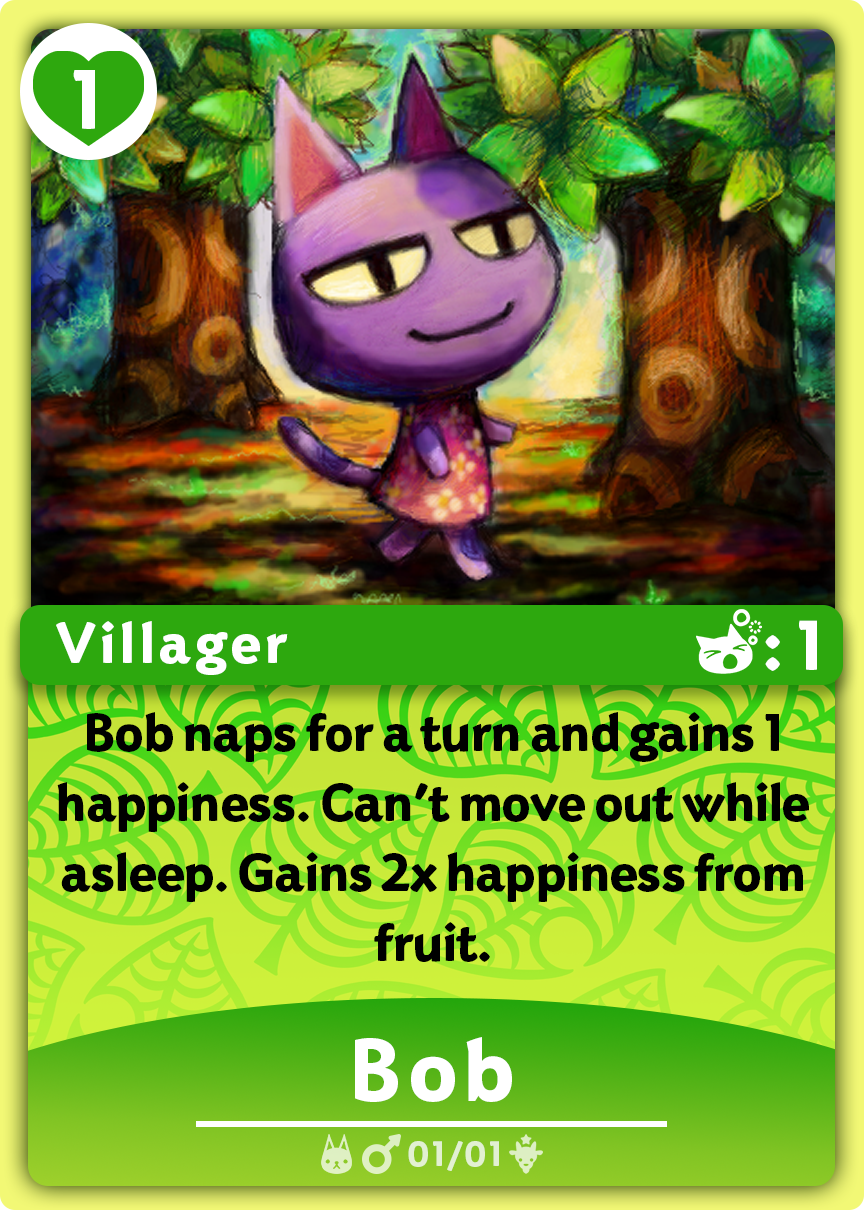 1
Villager
: 1
Bob naps for a turn and gains 1
happiness. Can't move out while
asleep. Gains 2x happiness from
fruit.
Bob
01/01